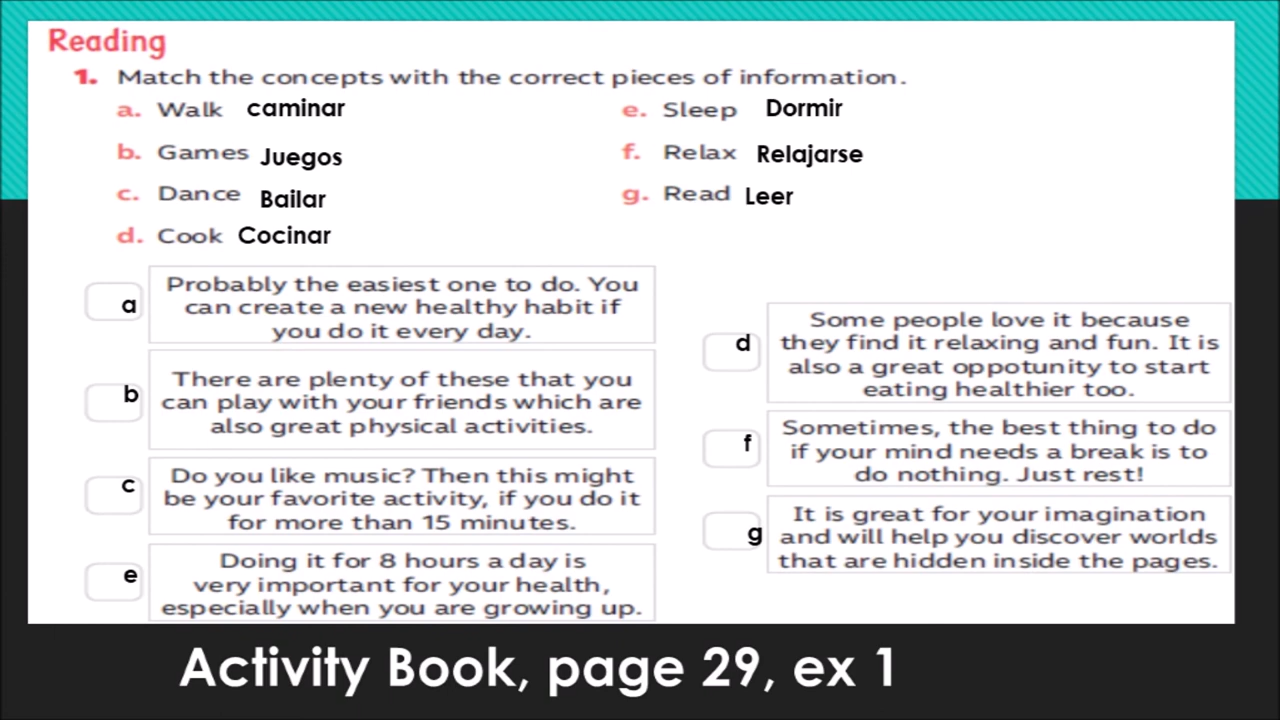 Reading
1. Match the concepts with the correct pieces of information.
a. Walk caminar
b. Games Juegos
c. Dance Bailar
d. Cook Cocinar
e. Sleep Dormir
f. Relax Relajarse
g. Read Leer
a
Probably the easiest one to do. You
can create a new healthy habit if
you do it every day.
b
There are plenty of these that you
can play with your friends which are
also great physical activities.
c
Do you like music? Then this might
be your favorite activity, if you do it
for more than 15 minutes.
e
Doing it for 8 hours a day is
very important for your health,
especially when you are growing up.
d
Some people love it because
they find it relaxing and fun. It is
also a great oppotunity to start
eating healthier too.
f
Sometimes, the best thing to do
if your mind needs a break is to
do nothing. Just rest!
g
It is great for your imagination
and will help you discover worlds
that are hidden inside the pages.
Activity Book, page 29, ex 1